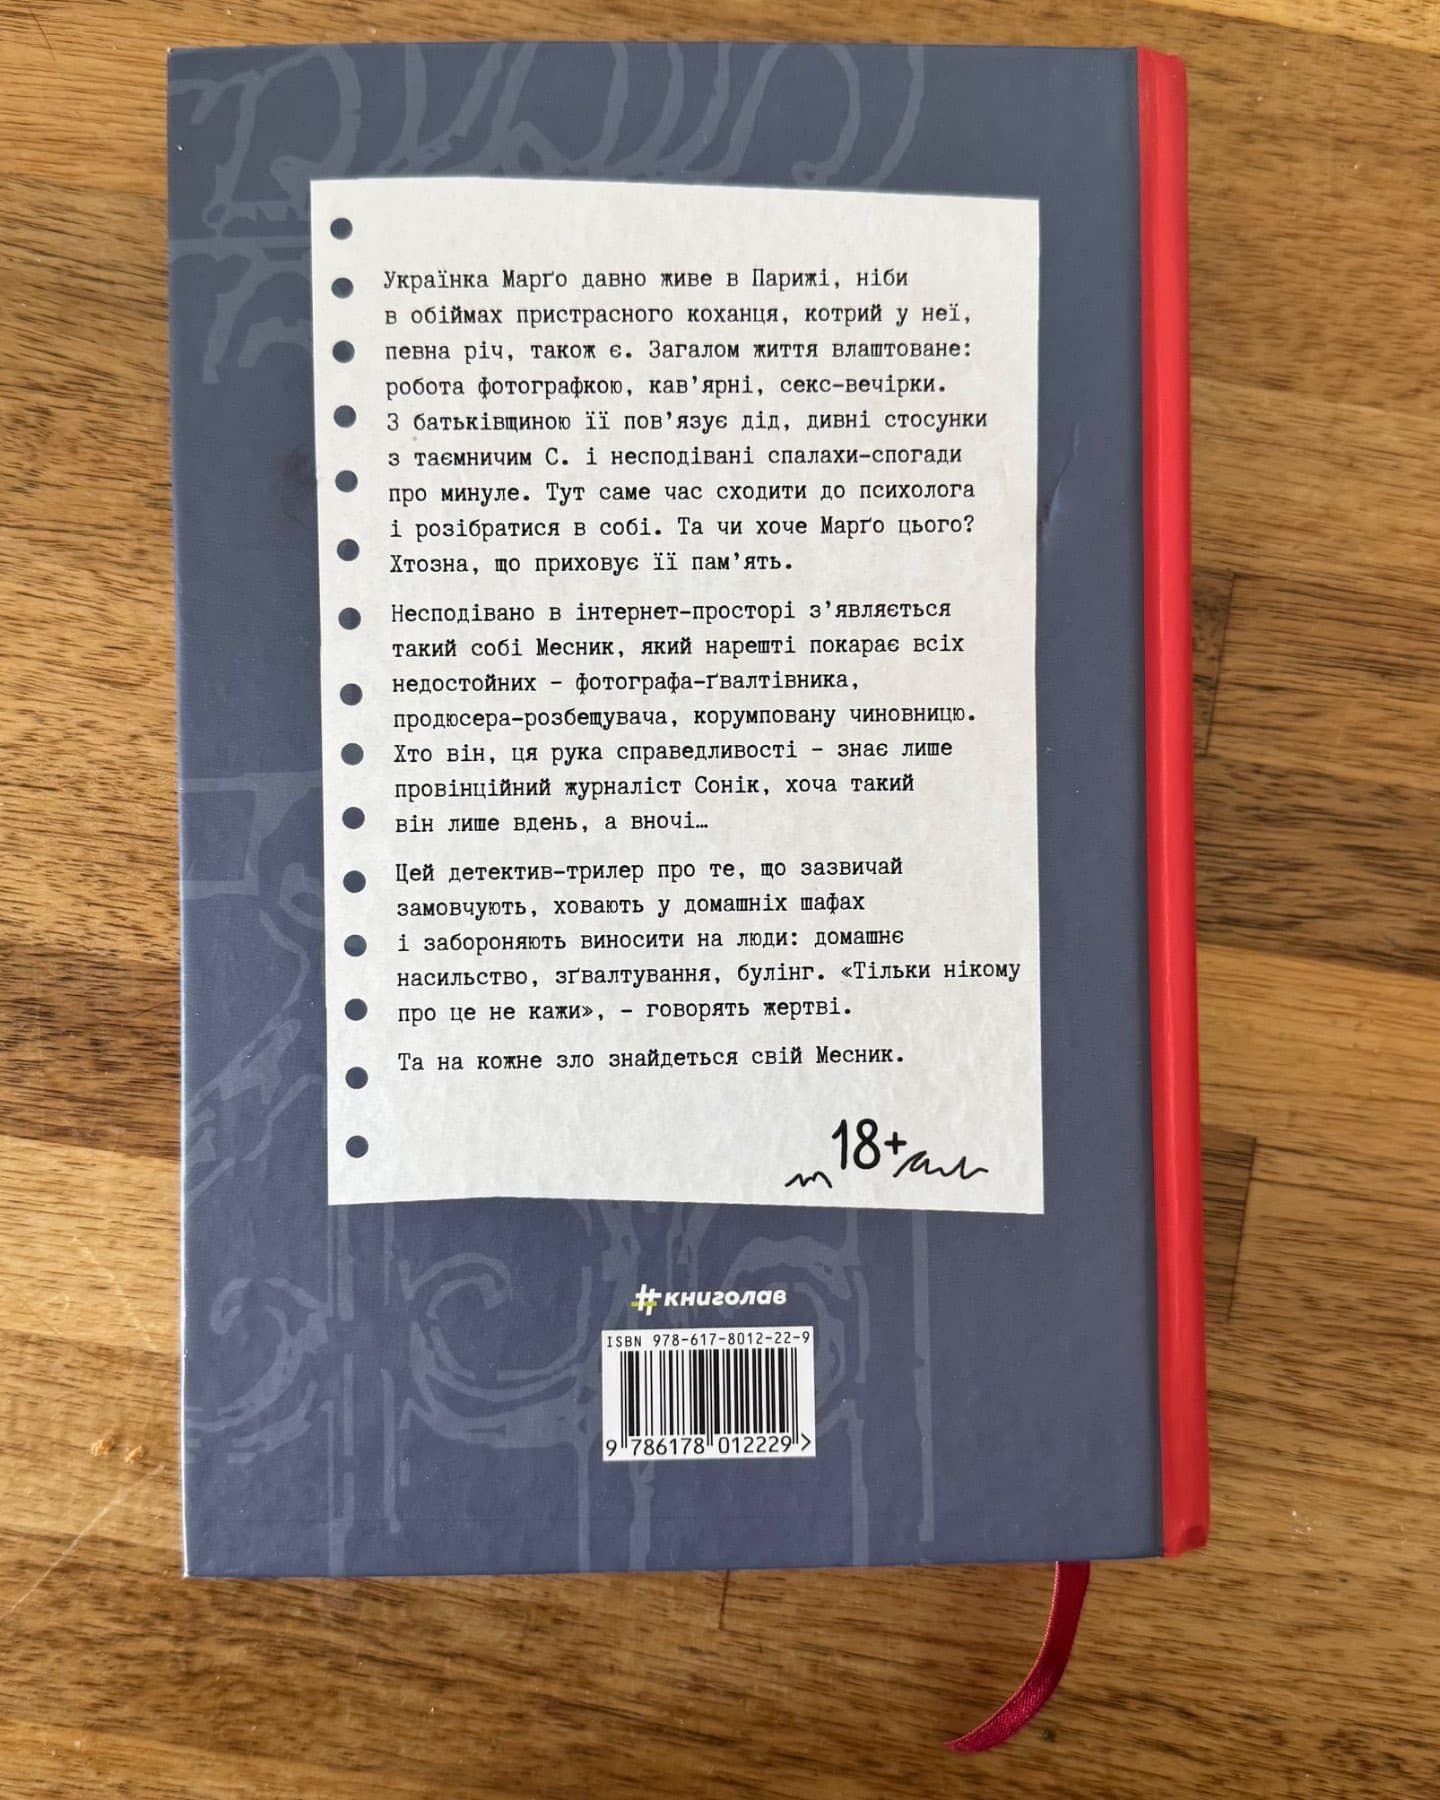 Українка Марґо давно живе в Парижі, ніби
в обіймах пристрасного коханця, котрий у неї,
певна річ, також є. Загалом життя влаштоване:
робота фотографкою, кав’ярні, секс-вечірки.
З батьківщиною її пов’язує дід, дивні стосунки
з таємничим С. і несподівані спалахи-спогади
про минуле. Тут саме час сходити до психолога
і розібратися в собі. Та чи хоче Марґо цього?
Хтозна, що приховує її пам’ять.
Несподівано в інтернет-просторі з’являється
такий собі Месник, який нарешті покарає всіх
недостойних – фотографа-ґвалтівника,
продюсера-розбещувача, корумповану чиновницю.
Хто він, ця рука справедливості – знає лише
провінційний журналіст Сонік, хоча такий
він лише вдень, а вночі…
Цей детектив-трилер про те, що зазвичай
замовчують, ховають у домашніх шафах
і забороняють виносити на люди: домашнє
насильство, зґвалтування, булінг. «Тільки нікому
про це не кажи», – говорять жертві.
Та на кожне зло знайдеться свій Месник.
18+
#книголав
ISBN 978-617-8012-22-9
9 786178 012229 >